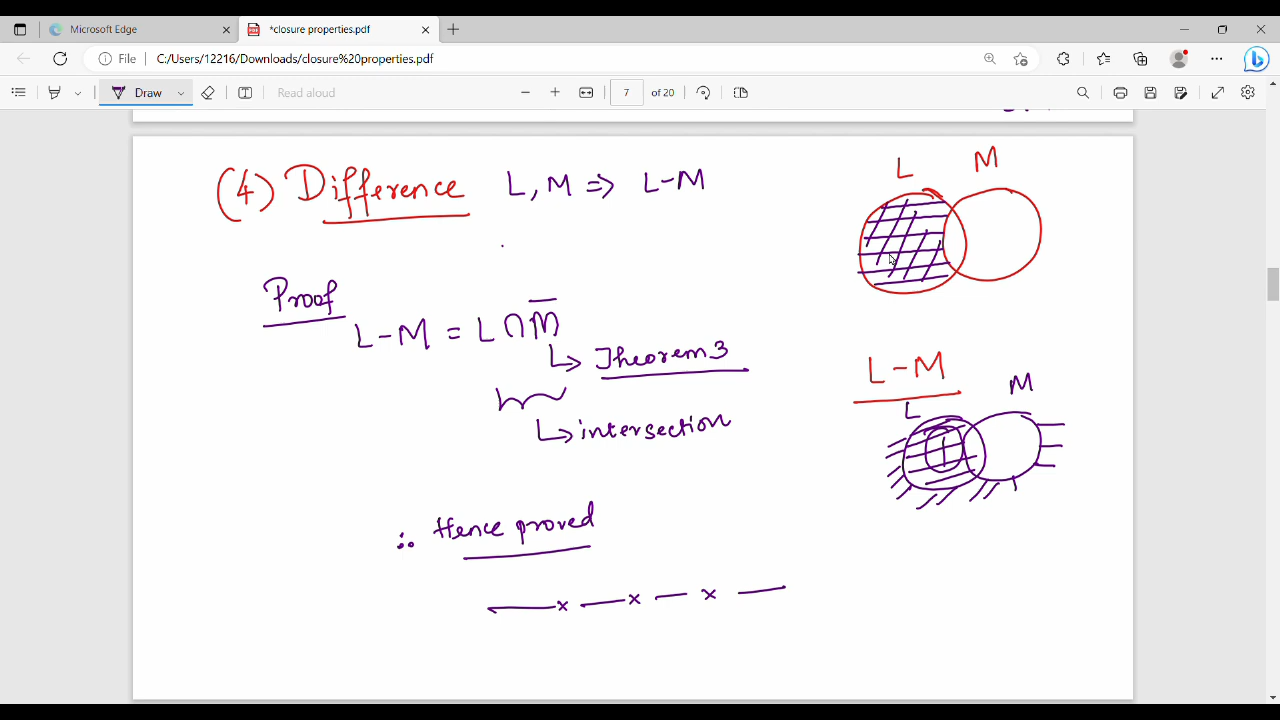 Microsoft Edge
*closure properties.pdf
File C:/Users/12216/Downloads/closure%20properties.pdf
Draw
Read aloud
7 of 20
(4) Difference L, M => L-M
L M
Proof
L-M = L ∩ M̅
Theorem 3
intersection
L-M
L M
∴ Hence proved
x x x